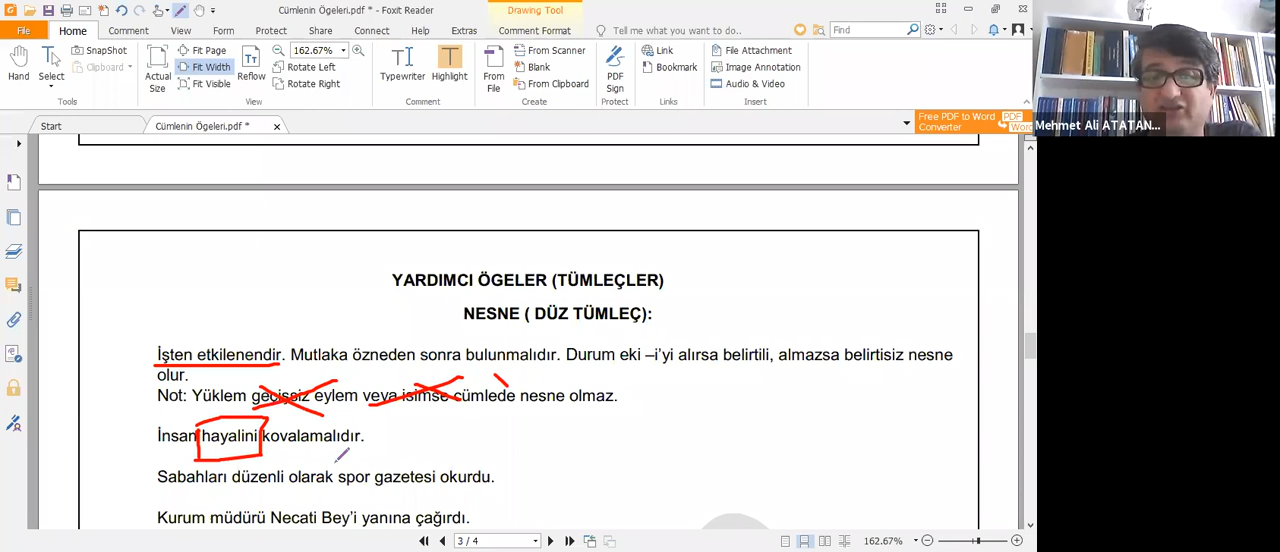 Cümlenin Ögeleri.pdf * - Foxit Reader
Drawing Tool
File Home Comment View Form Protect Share Connect Help Extras Comment Format Tell me what you want to do.. Find
SnapShot
Clipboard
Hand Select
Tools
Actual Size
Fit Page
Fit Width
Fit Visible
Reflow
162.67%
Rotate Left
Rotate Right
View
Typewriter Highlight
Comment
From File
From Scanner
Blank
From Clipboard
Create
PDF Sign
Protect
Link
Bookmark
Links
File Attachment
Image Annotation
Audio & Video
Insert
Start
Cümlenin Ögeleri.pdf *
Free PDF to Word Converter
PDF
Word
Mehmet Ali ATATAN...
YARDIMCI ÖGELER (TÜMLEÇLER)
NESNE ( DÜZ TÜMLEÇ):
İşten etkilenendir. Mutlaka özneden sonra bulunmalıdır. Durum eki –i’yi alırsa belirtili, almazsa belirtisiz nesne
olur.
Not: Yüklem geçişsiz eylem veya isimse cümlede nesne olmaz.
İnsan hayalini kovalamalıdır.
Sabahları düzenli olarak spor gazetesi okurdu.
Kurum müdürü Necati Bey’i yanına çağırdı.
3 / 4
162.67%